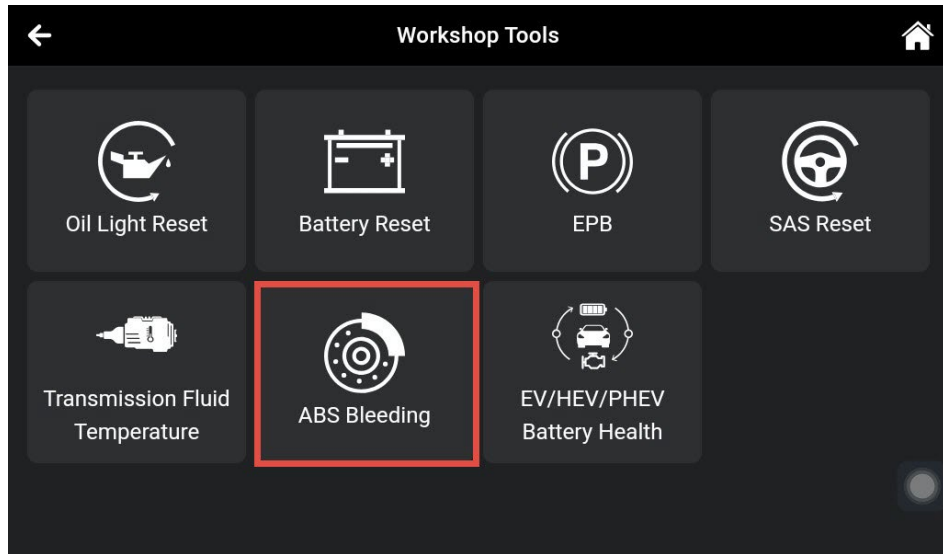 Workshop Tools
Oil Light Reset
Battery Reset
P
EPB
SAS Reset
Transmission Fluid
Temperature
ABS Bleeding
EV/HEV/PHEV
Battery Health